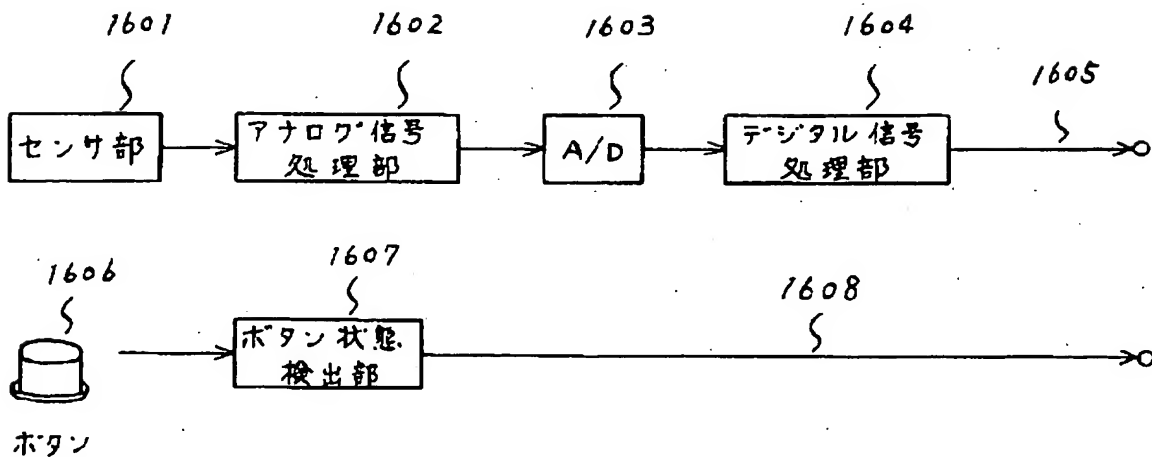 1601
1602
1603
1604
1605
センサ部
アナログ信号
処理部
A/D
デジタル信号
処理部
1606
1607
1608
ボタン状態
検出部
ボタン